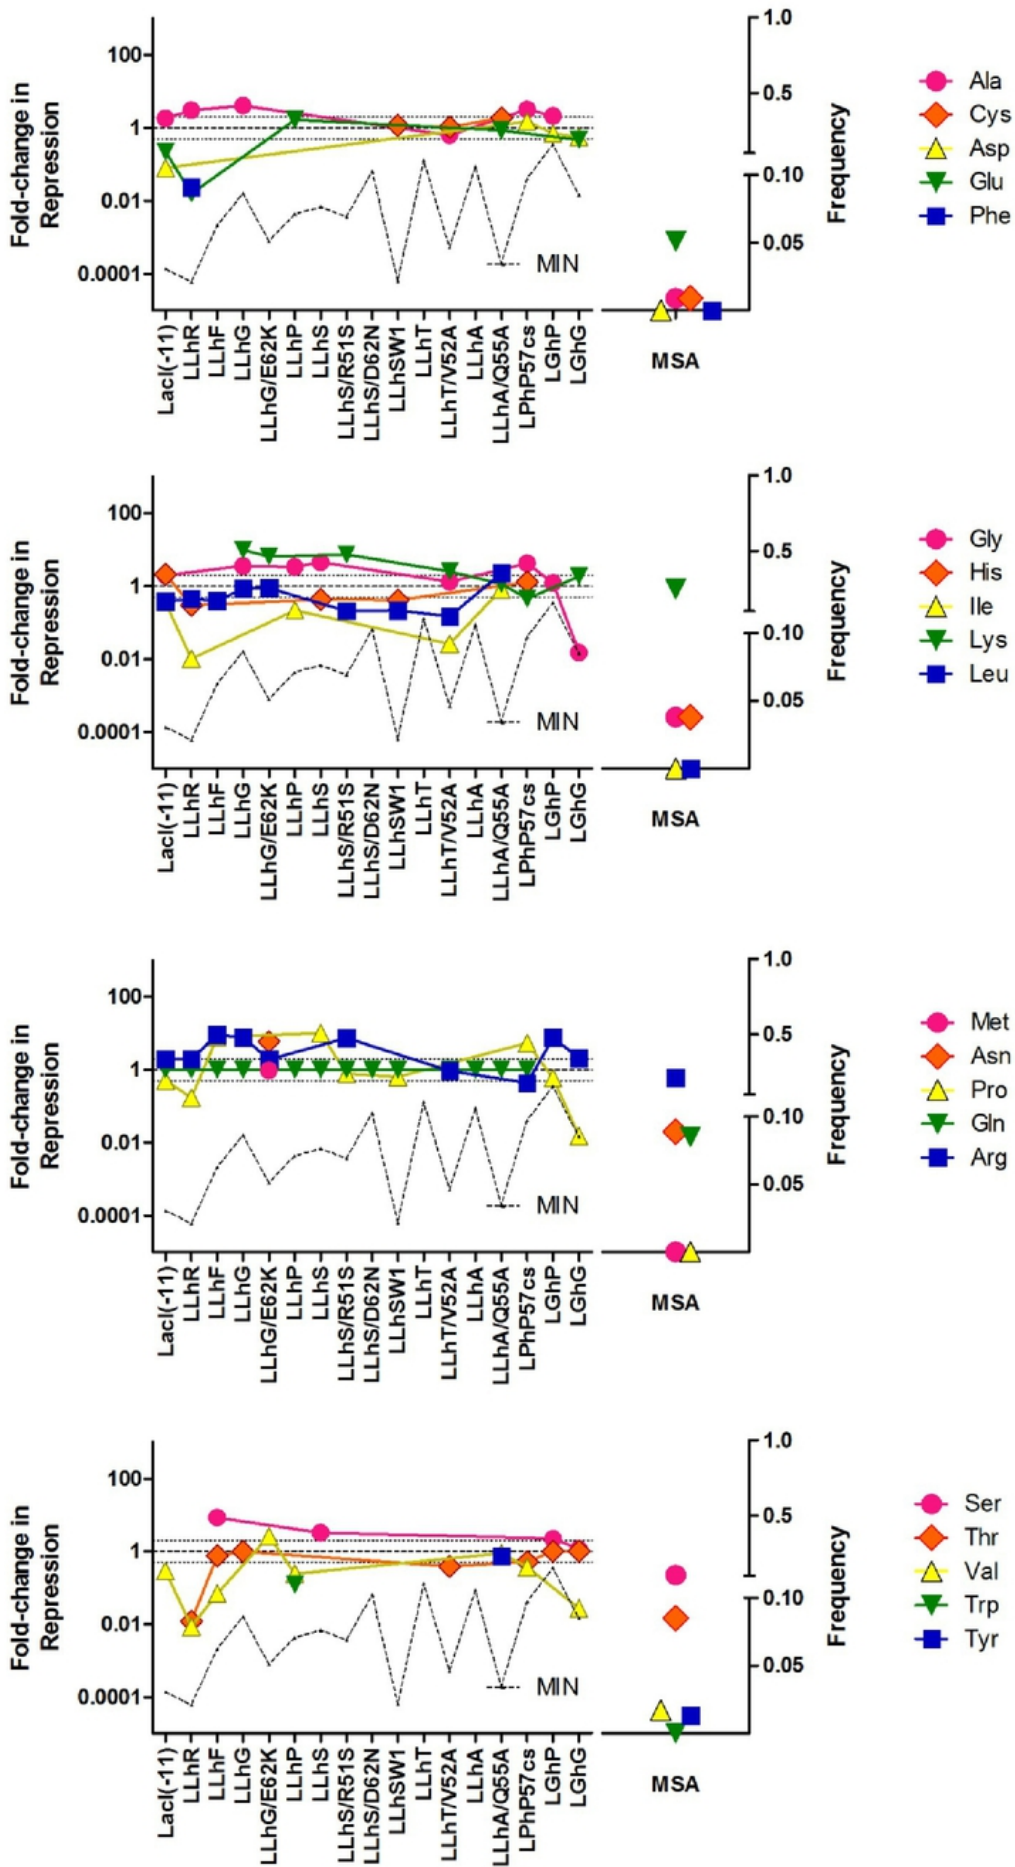 Fold-change in
Repression
100
1
0.01
0.0001
MIN
1.0
0.5
0.10
0.05
Frequency
Ala
Cys
Asp
Glu
Phe
LacI(-11)
LLhR
LLhF
LLhG
LLhG/E62K
LLhP
LLhS
LLhS/R51S
LLhS/D62N
LLhSW1
LLhT
LLhT/V52A
LLhA
LLhA/Q55A
LPhP57cs
LGhP
LGhG
MSA
Fold-change in
Repression
100
1
0.01
0.0001
MIN
1.0
0.5
0.10
0.05
Frequency
Gly
His
Ile
Lys
Leu
LacI(-11)
LLhR
LLhF
LLhG
LLhG/E62K
LLhP
LLhS
LLhS/R51S
LLhS/D62N
LLhSW1
LLhT
LLhT/V52A
LLhA
LLhA/Q55A
LPhP57cs
LGhP
LGhG
MSA
Fold-change in
Repression
100
1
0.01
0.0001
MIN
1.0
0.5
0.10
0.05
Frequency
Met
Asn
Pro
Gln
Arg
LacI(-11)
LLhR
LLhF
LLhG
LLhG/E62K
LLhP
LLhS
LLhS/R51S
LLhS/D62N
LLhSW1
LLhT
LLhT/V52A
LLhA
LLhA/Q55A
LPhP57cs
LGhP
LGhG
MSA
Fold-change in
Repression
100
1
0.01
0.0001
MIN
1.0
0.5
0.10
0.05
Frequency
Ser
Thr
Val
Trp
Tyr
LacI(-11)
LLhR
LLhF
LLhG
LLhG/E62K
LLhP
LLhS
LLhS/R51S
LLhS/D62N
LLhSW1
LLhT
LLhT/V52A
LLhA
LLhA/Q55A
LPhP57cs
LGhP
LGhG
MSA